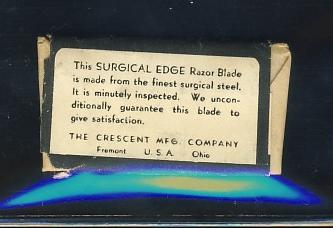 This SURGICAL EDGE Razor Blade
is made from the finest surgical steel.
It is minutely inspected. We uncon-
ditionally guarantee this blade to
give satisfaction.
THE CRESCENT MFG. COMPANY
Fremont U.S.A. Ohio